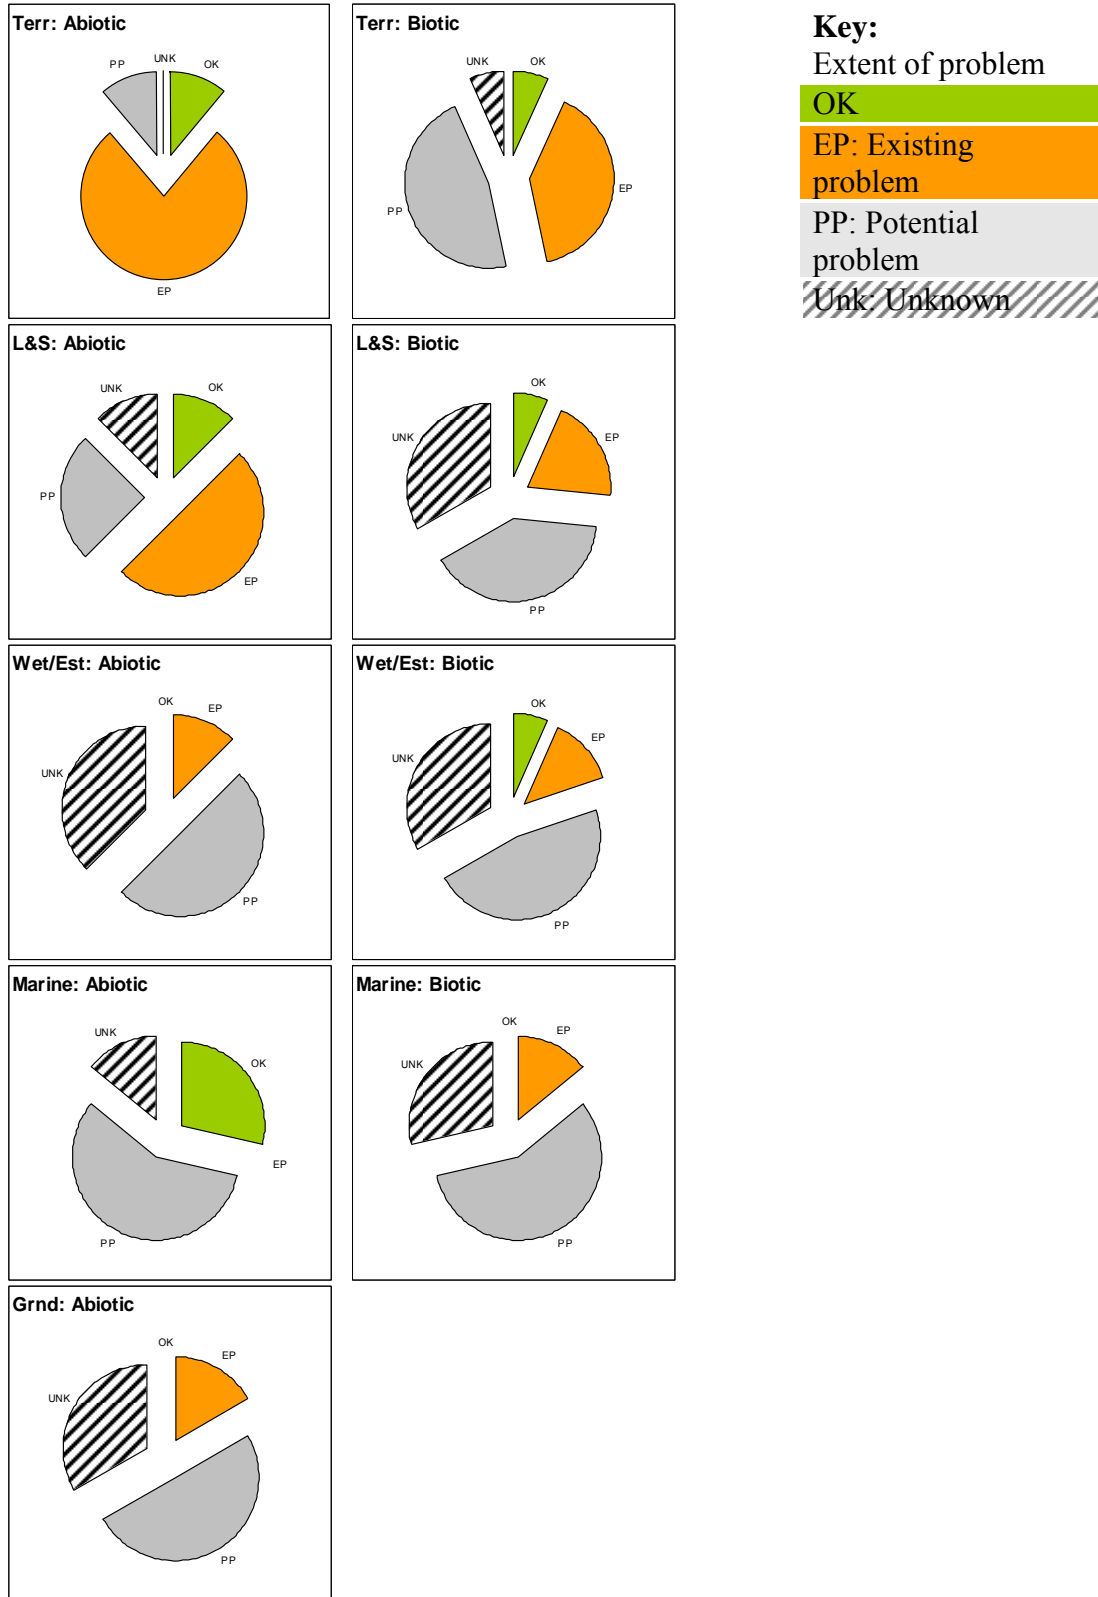 Terr: Abiotic
UNK
PP
OK
EP
Terr: Biotic
UNK
OK
EP
PP
Key:
Extent of problem
OK
EP: Existing
problem
PP: Potential
problem
Unk: Unknown
L&S: Abiotic
UNK
OK
PP
EP
L&S: Biotic
OK
UNK
EP
PP
Wet/Est: Abiotic
OK
EP
UNK
PP
Wet/Est: Biotic
OK
EP
UNK
PP
Marine: Abiotic
UNK
OK
EP
PP
Marine: Biotic
OK
EP
UNK
PP
Grnd: Abiotic
OK
EP
UNK
PP